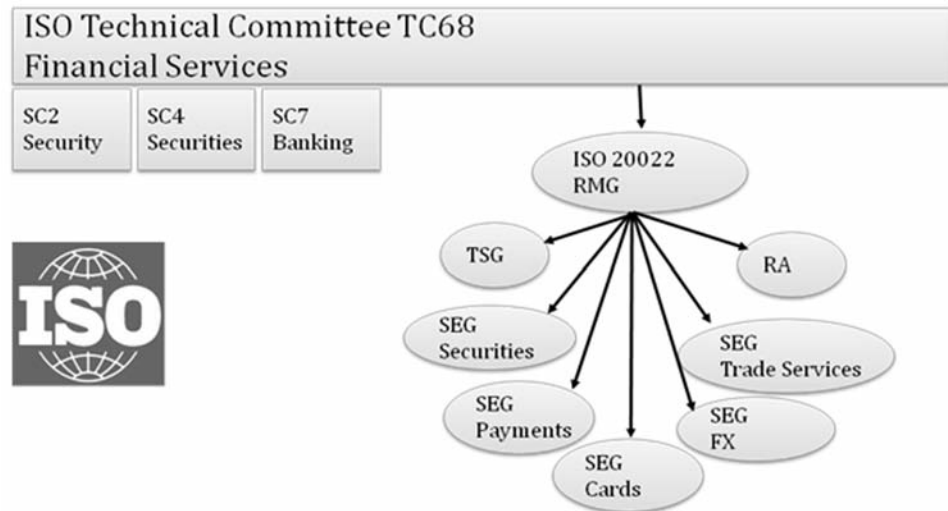 ISO Technical Committee TC68
Financial Services
SC2
Security
SC4
Securities
SC7
Banking
ISO 20022
RMG
TSG
RA
SEG
Securities
SEG
Trade Services
SEG
Payments
SEG
FX
SEG
Cards
ISO